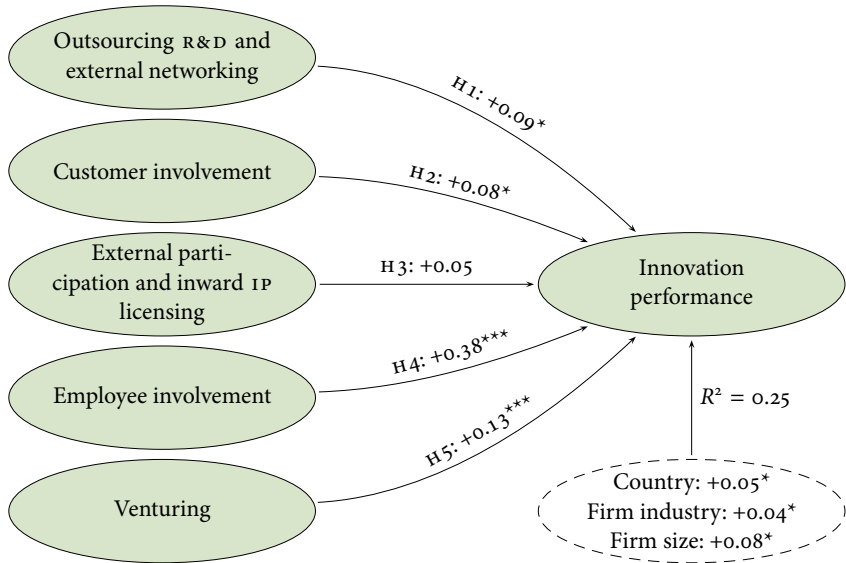 Outsourcing R&D and
external networking
H1: +0.09*
Customer involvement
H2: +0.08*
External parti-
cipation and inward IP
licensing
H3: +0.05
Innovation
performance
Employee involvement
H4: +0.38***
R² = 0.25
Venturing
H5: +0.13***
Country: +0.05*
Firm industry: +0.04*
Firm size: +0.08*